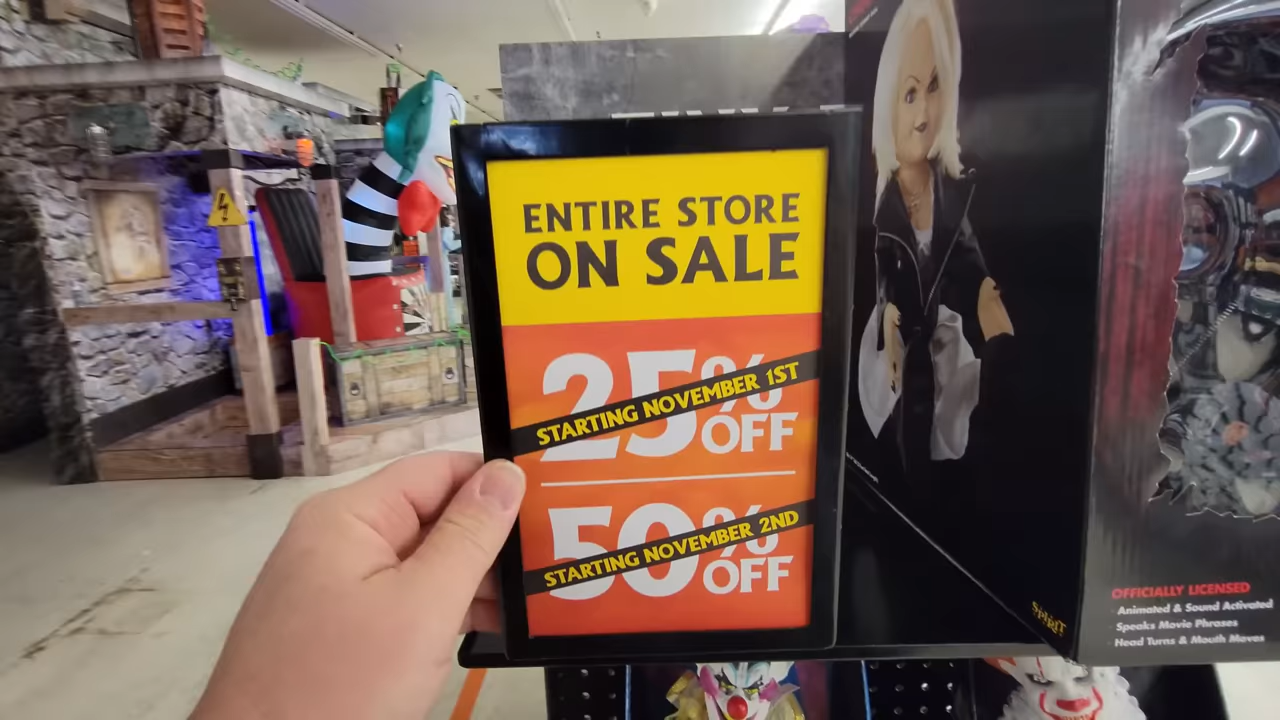 ENTIRE STORE
ON SALE
25% OFF
STARTING NOVEMBER 1ST
50% OFF
STARTING NOVEMBER 2ND
SPIRIT
OFFICIALLY LICENSED
Animated & Sound Activated
Speaks Movie Phrases
Head Turns & Mouth Moves